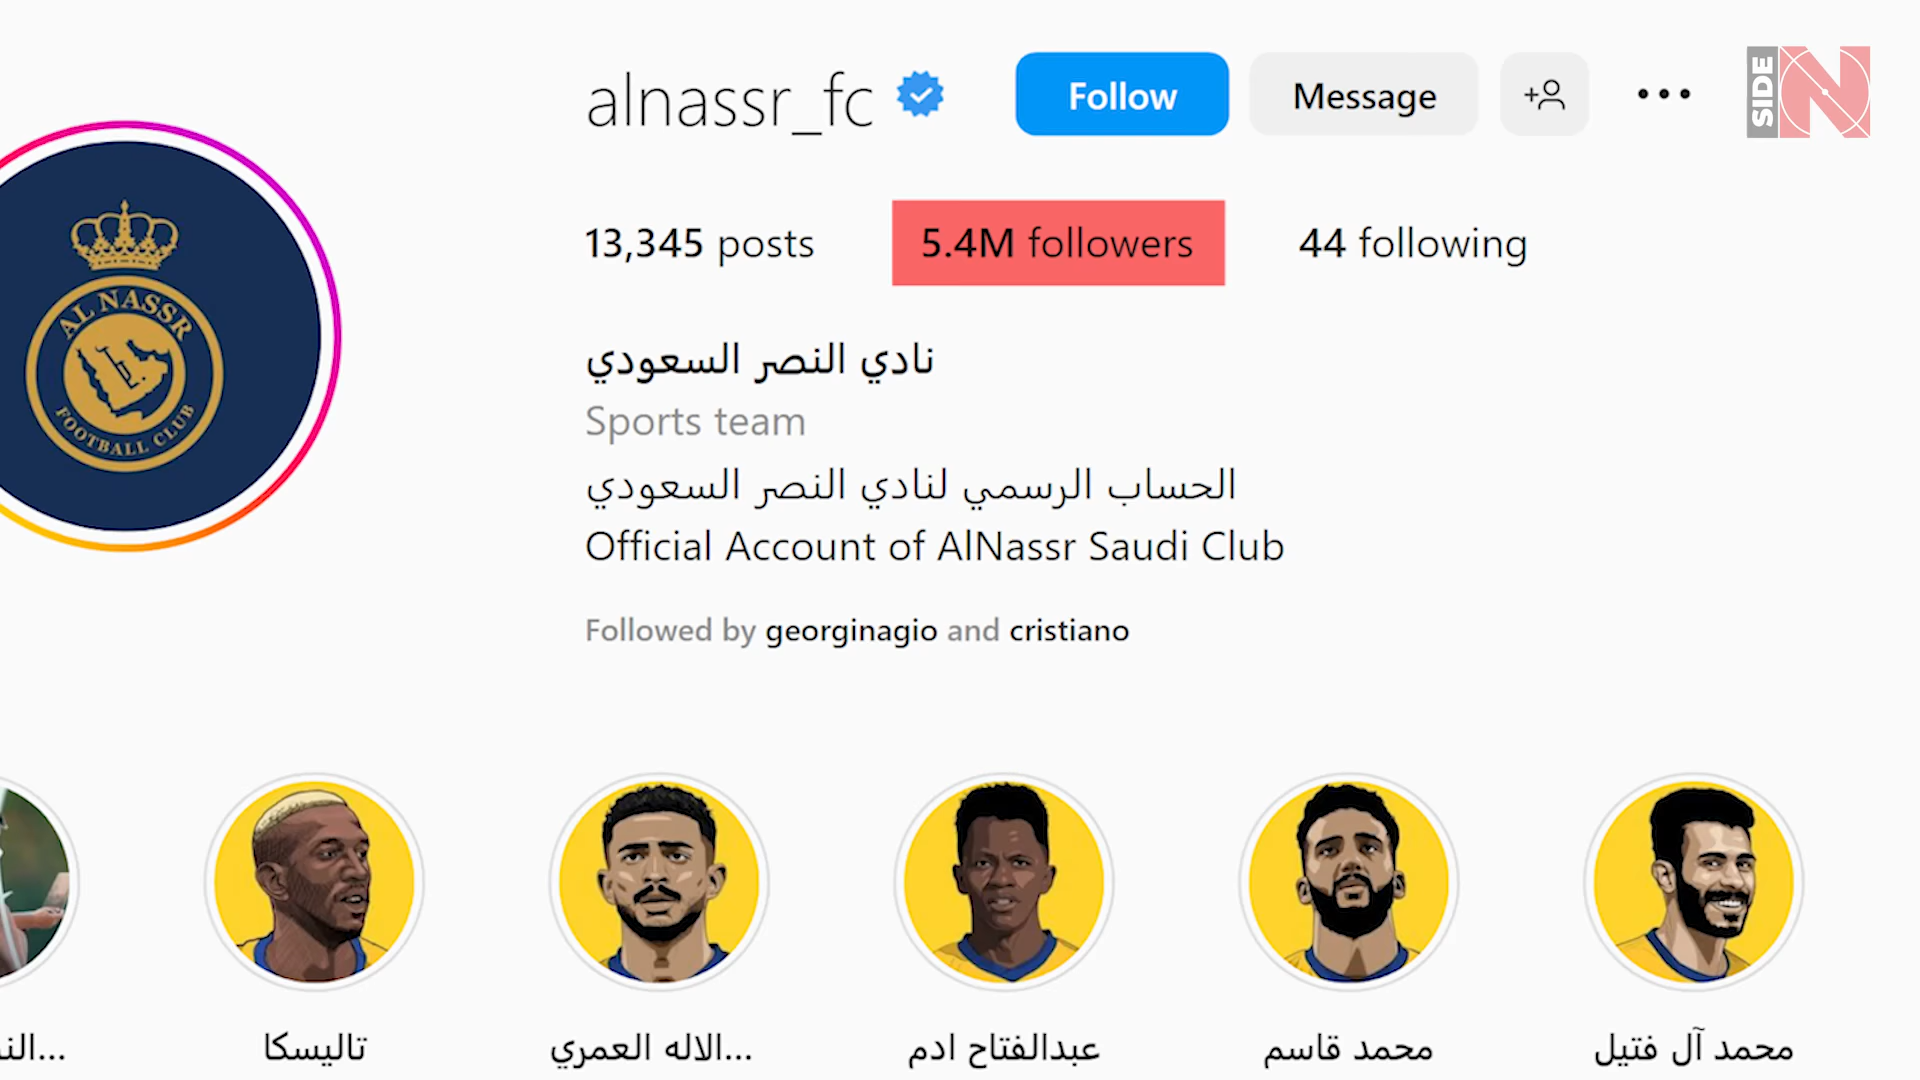 alnassr_fc
Follow
Message
SIDE N
13,345 posts
5.4M followers
44 following
نادي النصر السعودي
Sports team
الحساب الرسمي لنادي النصر السعودي
Official Account of AlNassr Saudi Club
Followed by georginagio and cristiano
AL NASSR
FOOTBALL CLUB
تاليسكا
...الاله العمري
عبدالفتاح ادم
محمد قاسم
محمد آل فتيل